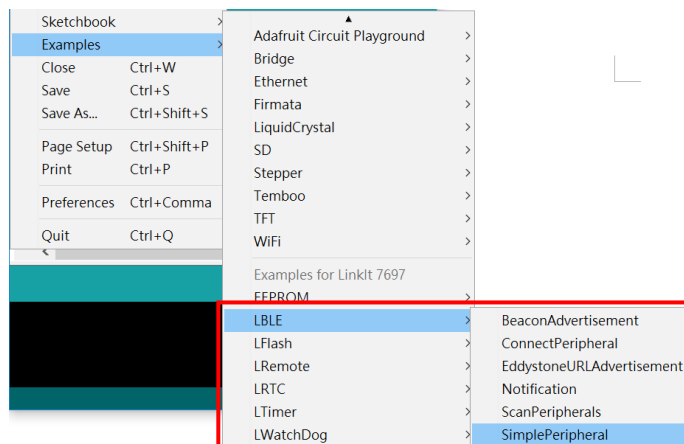 Sketchbook
Examples
Close Ctrl+W
Save Ctrl+S
Save As... Ctrl+Shift+S
Page Setup Ctrl+Shift+P
Print Ctrl+P
Preferences Ctrl+Comma
Quit Ctrl+Q
Adafruit Circuit Playground
Bridge
Ethernet
Firmata
LiquidCrystal
SD
Stepper
Temboo
TFT
WiFi
Examples for LinkIt 7697
EEPROM
LBLE
LFlash
LRemote
LRTC
LTimer
LWatchDog
BeaconAdvertisement
ConnectPeripheral
EddystoneURLAdvertisement
Notification
ScanPeripherals
SimplePeripheral